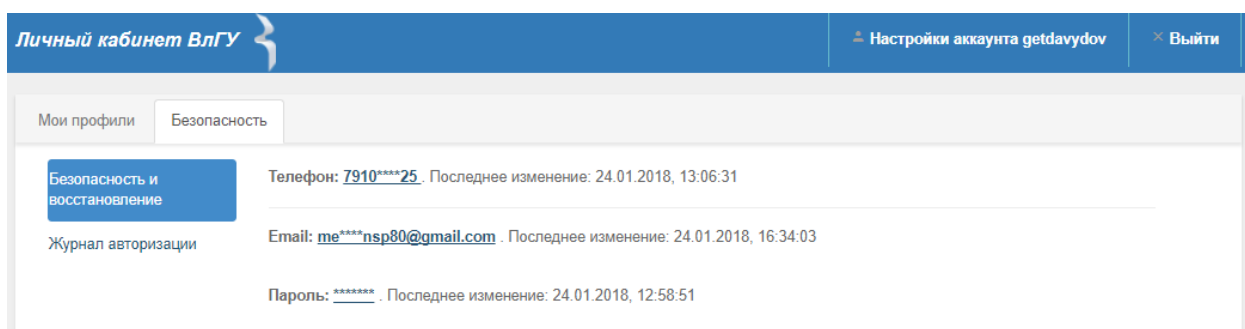 Личный кабинет ВлГУ
Настройки аккаунта getdavydov
× Выйти
Мои профили
Безопасность
Безопасность и
восстановление
Журнал авторизации
Телефон: 7910****25 . Последнее изменение: 24.01.2018, 13:06:31
Email: me****nsp80@gmail.com . Последнее изменение: 24.01.2018, 16:34:03
Пароль: ******* . Последнее изменение: 24.01.2018, 12:58:51